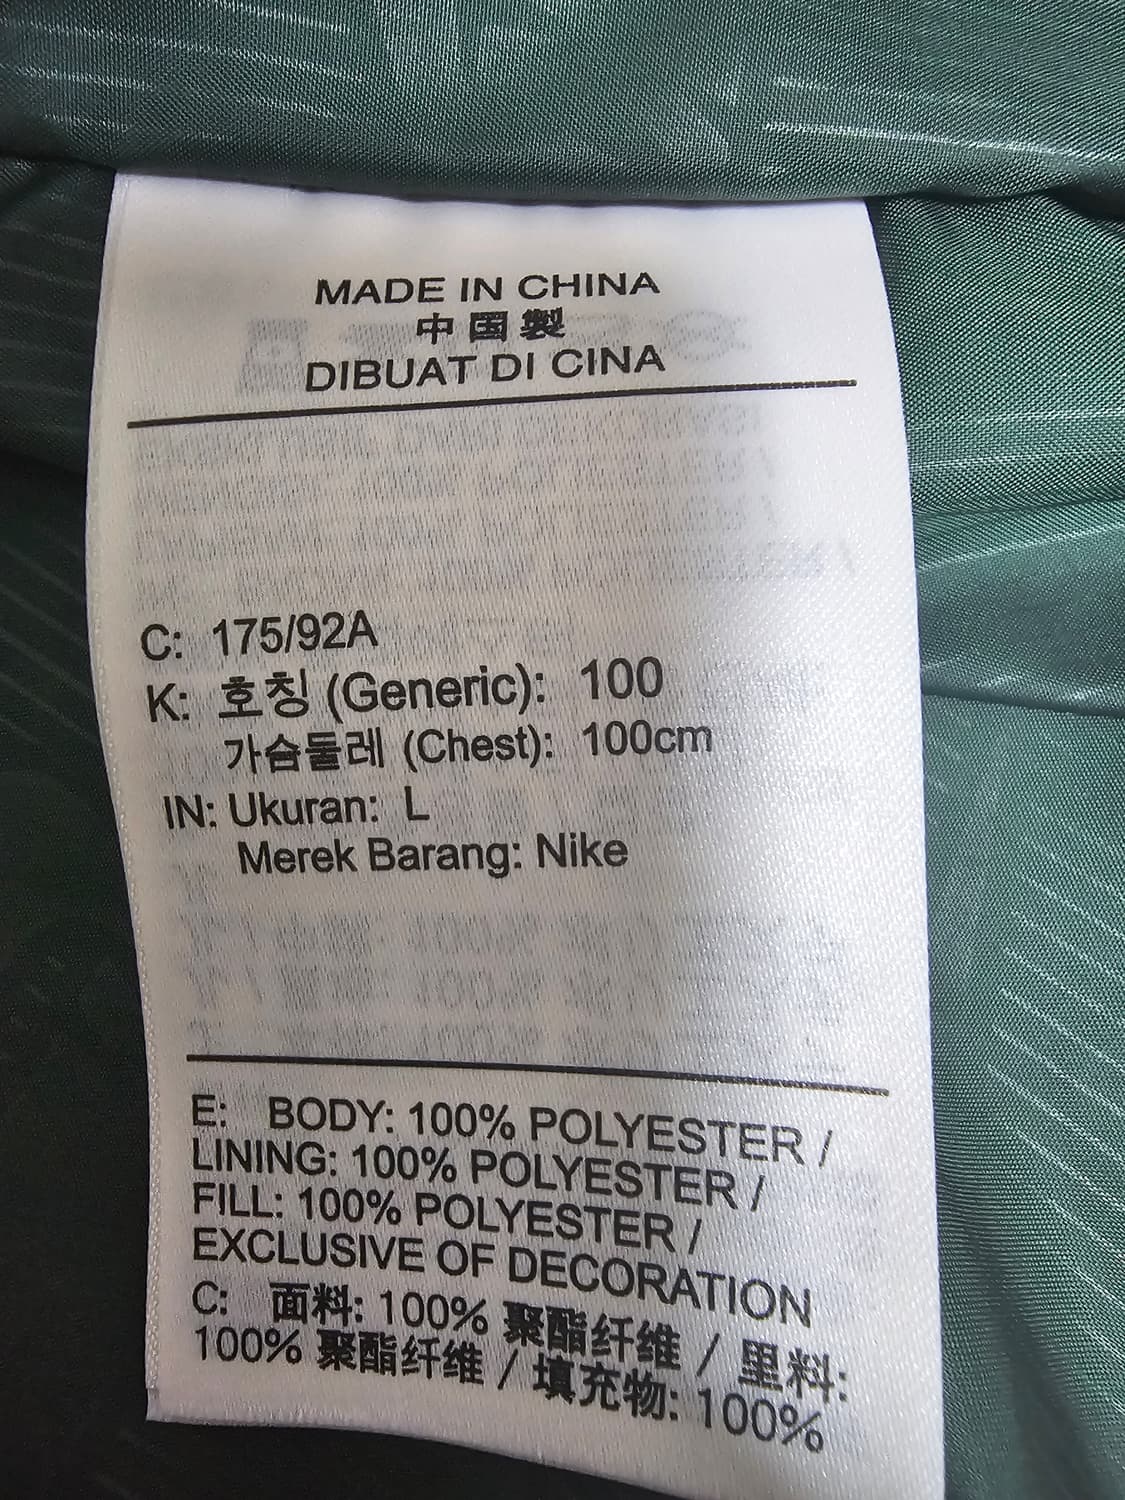 MADE IN CHINA
中国製
DIBUAT DI CINA
C: 175/92A
K: 호칭 (Generic): 100
가슴둘레 (Chest): 100cm
IN: Ukuran: L
Merek Barang: Nike
E: BODY: 100% POLYESTER /
LINING: 100% POLYESTER /
FILL: 100% POLYESTER /
EXCLUSIVE OF DECORATION
C: 面料: 100% 聚酯纤维 / 里料:
100% 聚酯纤维 / 填充物: 100%